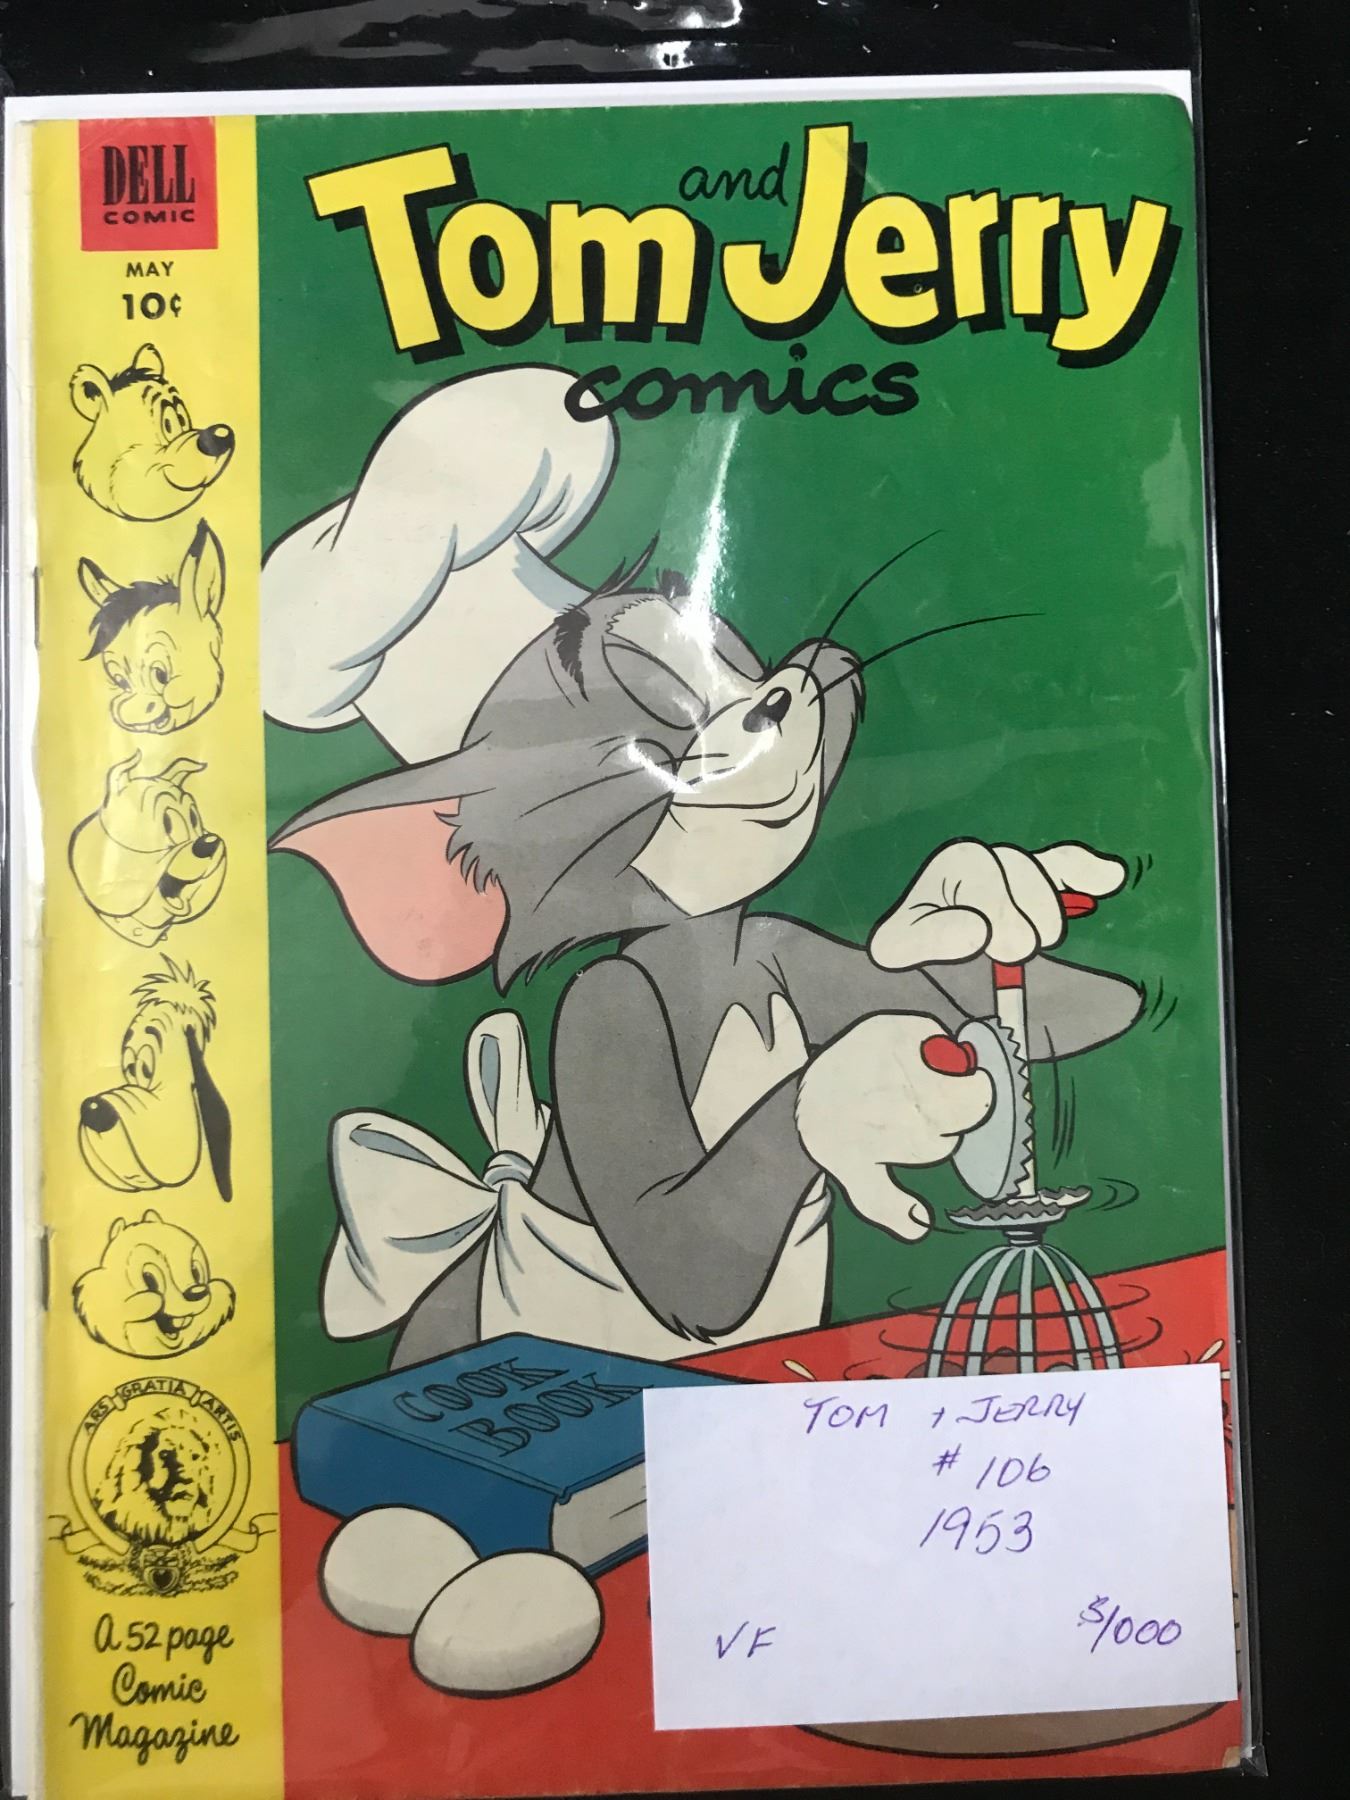 DELL
COMIC
MAY
10¢
Tom and Jerry
comics
COOK
BOOK
ARS GRATIA ARTIS
A 52 page
Comic
Magazine
TOM + JERRY
# 106
1953
VF $1000